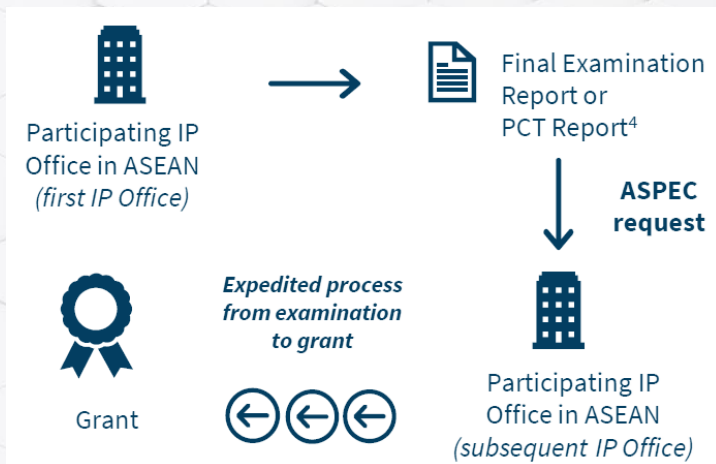 Participating IP
Office in ASEAN
(first IP Office)
Final Examination
Report or
PCT Report⁴
ASPEC
request
Participating IP
Office in ASEAN
(subsequent IP Office)
Expedited process
from examination
to grant
Grant